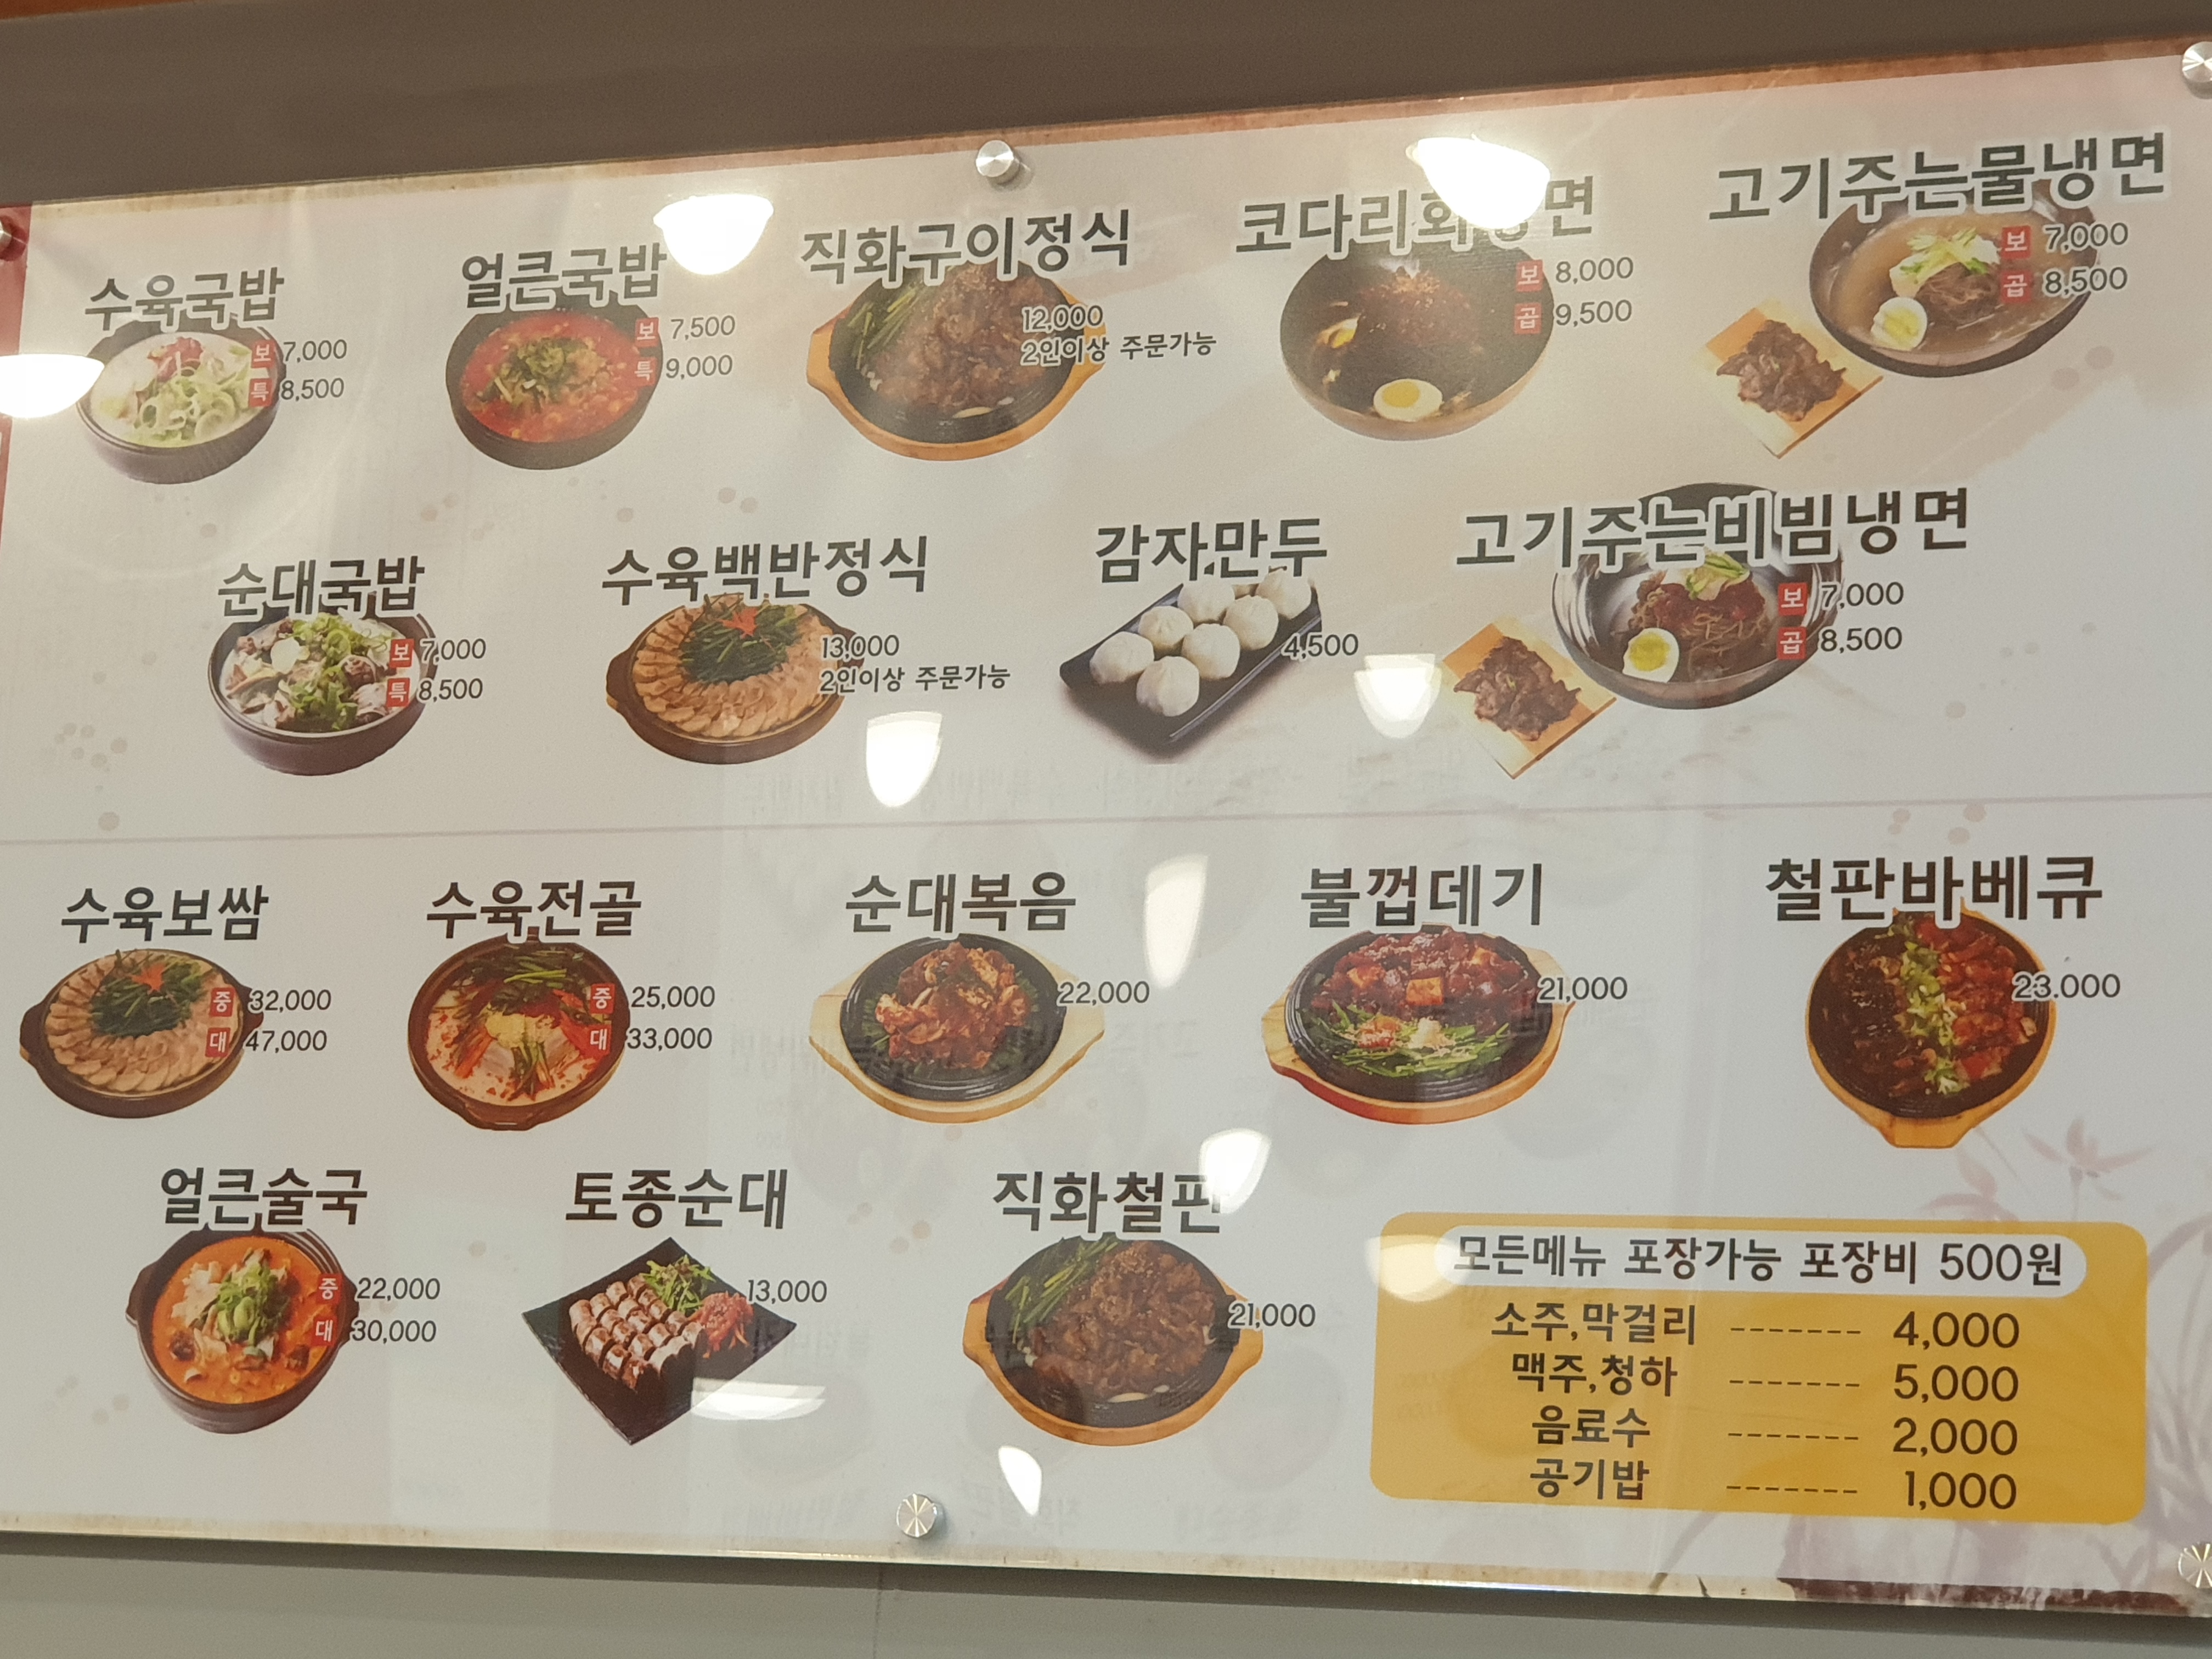 수육국밥
보 7,000
특 8,500
얼큰국밥
보 7,500
특 9,000
직화구이정식
12,000
2인이상 주문가능
보 8,000
곱 9,500
고기주는물냉면
보 7,000
곱 8,500
순대국밥
보 7,000
특 8,500
수육백반정식
13,000
2인이상 주문가능
감자만두
4,500
고기주는비빔냉면
보 7,000
곱 8,500
수육보쌈
중 32,000
대 47,000
수육전골
중 25,000
대 33,000
순대볶음
22,000
불껍데기
21,000
철판바베큐
23.000
얼큰술국
중 22,000
대 30,000
토종순대
13,000
직화철판
21,000
모든메뉴 포장가능 포장비 500원
소주,막걸리 ------- 4,000
맥주,청하 ------- 5,000
음료수 ------- 2,000
공기밥 ------- 1,000